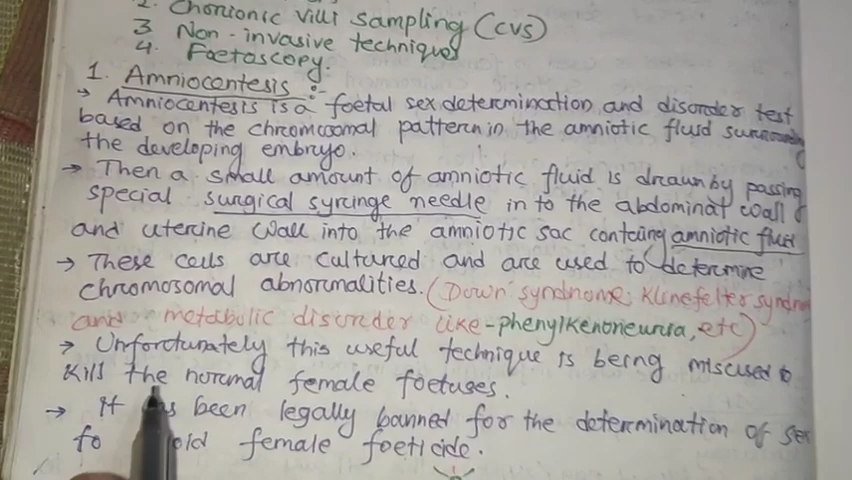 2. Chorionic villi sampling (CVS)
3 Non-invasive techniques
4. Foetoscopy.
1. Amniocentesis :-
→ Amniocentesis is a foetal sex determination and disorder test
based on the chromosomal pattern in the amniotic fluid
the developing embryo.
→ Then a small amount of amniotic fluid is drawn by passing
special surgical syringe needle in to the abdominal wall
and uterine wall into the amniotic sac containg amniotic fluid
→ These cells are cultured and are used to determine
chromosomal abnormalities. (Down syndrome, Klinefelter syndrom
and metabolic disorder like -phenylkenoneuria, etc)
→ Unfortunately this useful technique is being miscused to
kill the normal female foetuses.
→ It been legally banned for the determination of sex
to female foeticide.